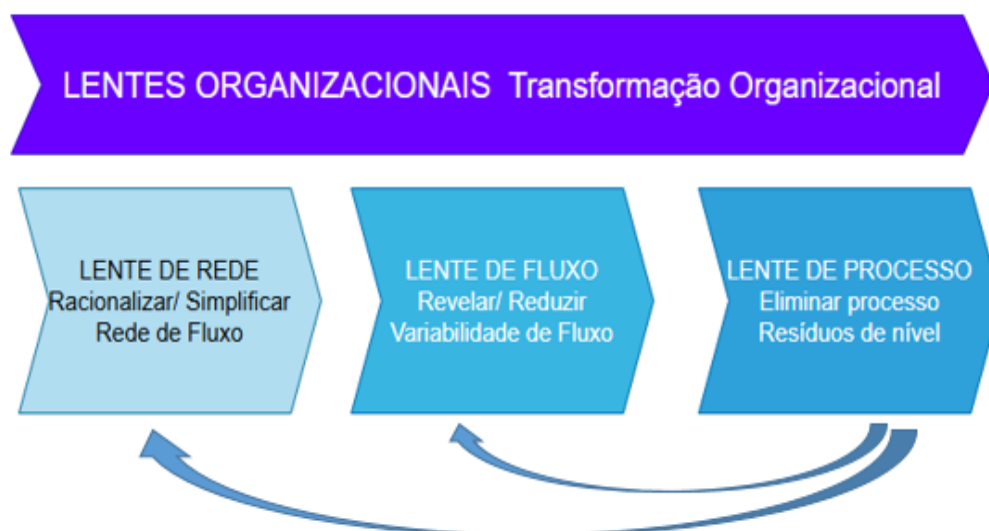 LENTES ORGANIZACIONAIS Transformação Organizacional
LENTE DE REDE
Racionalizar/ Simplificar
Rede de Fluxo
LENTE DE FLUXO
Revelar/ Reduzir
Variabilidade de Fluxo
LENTE DE PROCESSO
Eliminar processo
Resíduos de nível